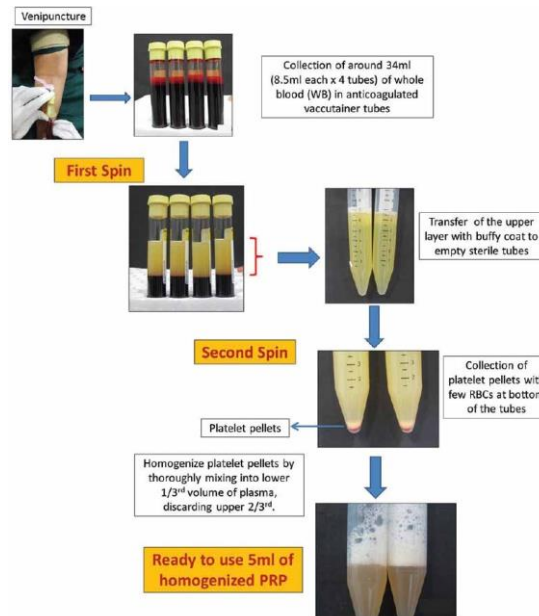 Venipuncture
Collection of around 34ml
(8.5ml each x 4 tubes) of whole
blood (WB) in anticoagulated
vaccutainer tubes
First Spin
Transfer of the upper
layer with buffy coat to
empty sterile tubes
Second Spin
Collection of
platelet pellets with
few RBCs at bottom
of the tubes
Platelet pellets
Homogenize platelet pellets by
thoroughly mixing into lower
1/3rd volume of plasma,
discarding upper 2/3rd.
Ready to use 5ml of
homogenized PRP